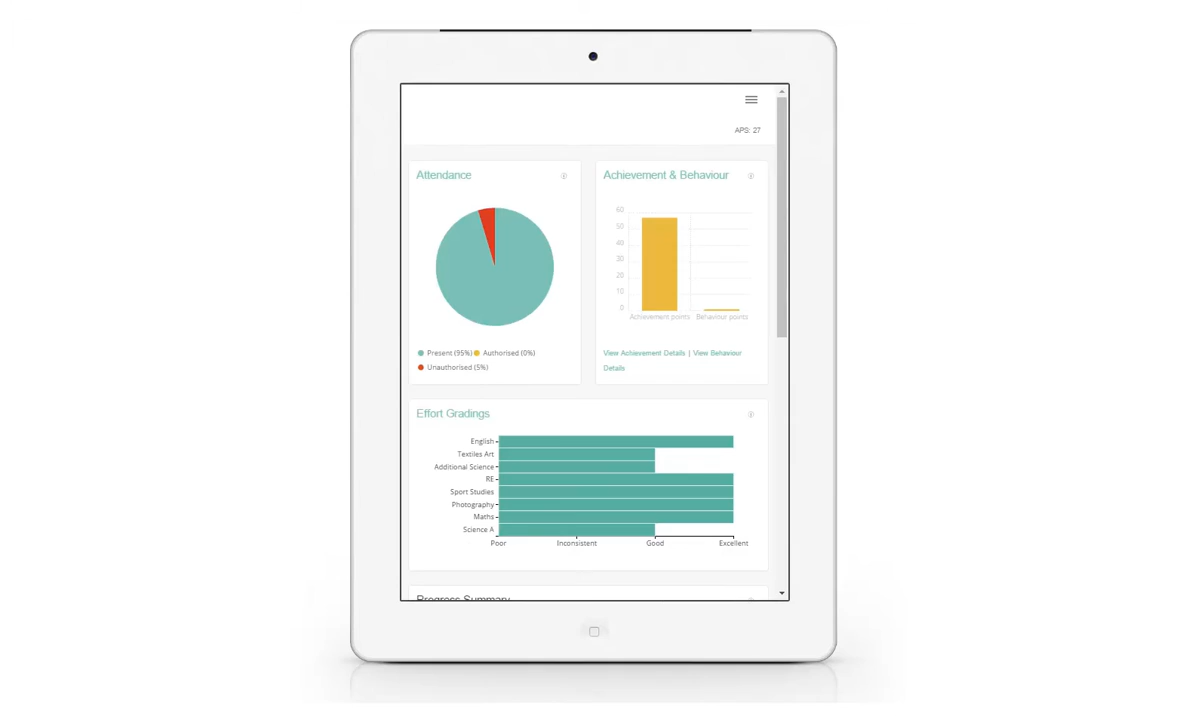 APS: 27
Attendance
Achievement & Behaviour
60
50
40
30
20
10
0
Achievement points Behaviour points
Present (95%) Authorised (0%)
Unauthorised (5%)
View Achievement Details | View Behaviour
Details
Effort Gradings
English
Textiles Art
Additional Science
RE
Sport Studies
Photography
Maths
Science A
Poor Inconsistent Good Excellent
Progress Summary